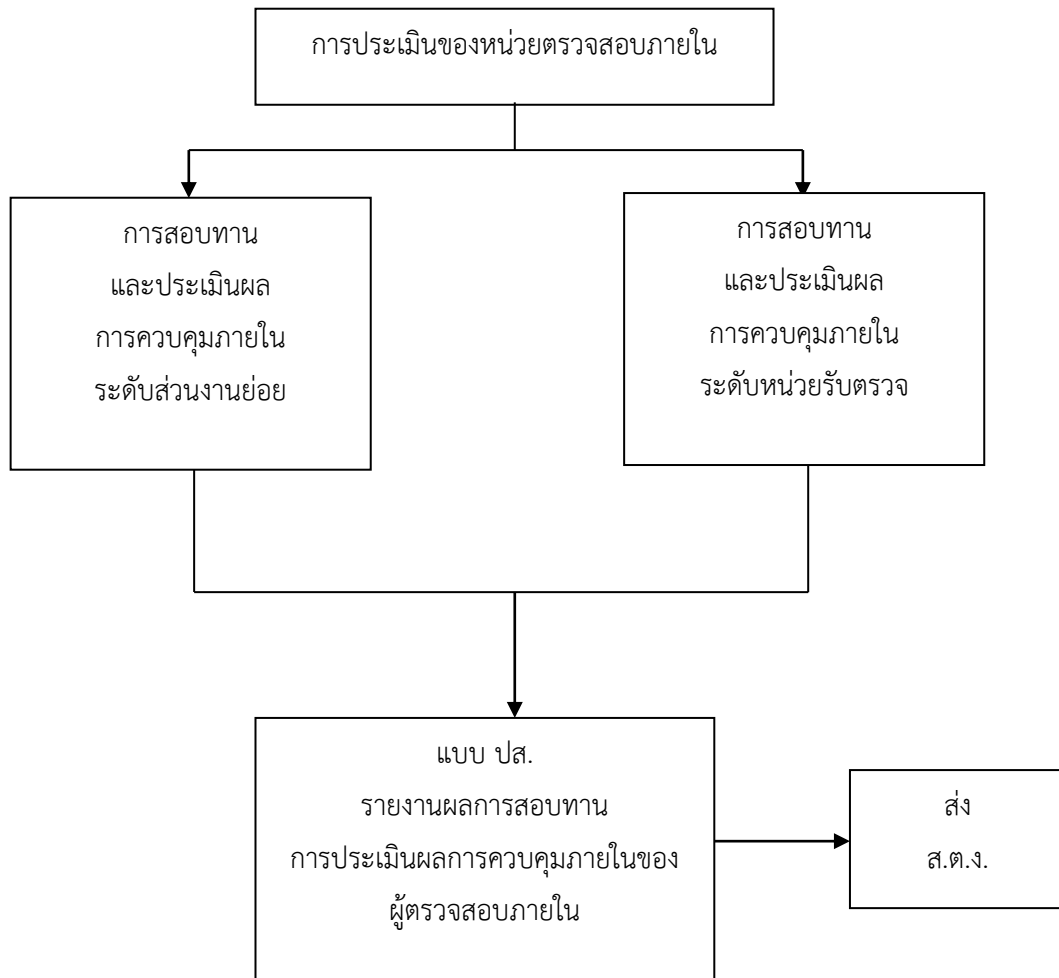 การประเมินของหน่วยตรวจสอบภายใน
การสอบทาน
และประเมินผล
การควบคุมภายใน
ระดับส่วนงานย่อย
การสอบทาน
และประเมินผล
การควบคุมภายใน
ระดับหน่วยรับตรวจ
แบบ ปส.
รายงานผลการสอบทาน
การประเมินผลการควบคุมภายในของ
ผู้ตรวจสอบภายใน
ส่ง
ส.ต.ง.